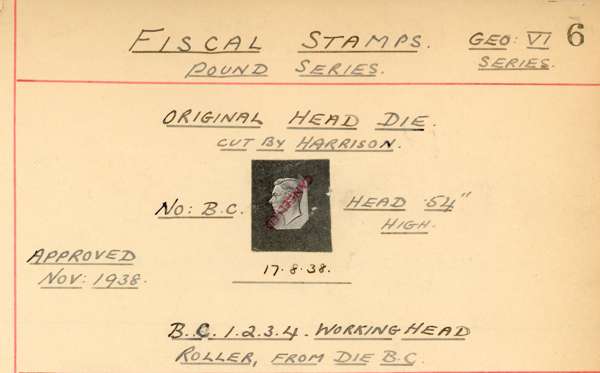 FISCAL STAMPS. GEO: VI 6
POUND SERIES. SERIES.
ORIGINAL HEAD DIE.
CUT BY HARRISON.
No: B.C. HEAD .54"
HIGH.
APPROVED
NOV: 1938.
17.8.38.
B.C. 1.2.3.4. WORKING HEAD
ROLLER, FROM DIE B.C.